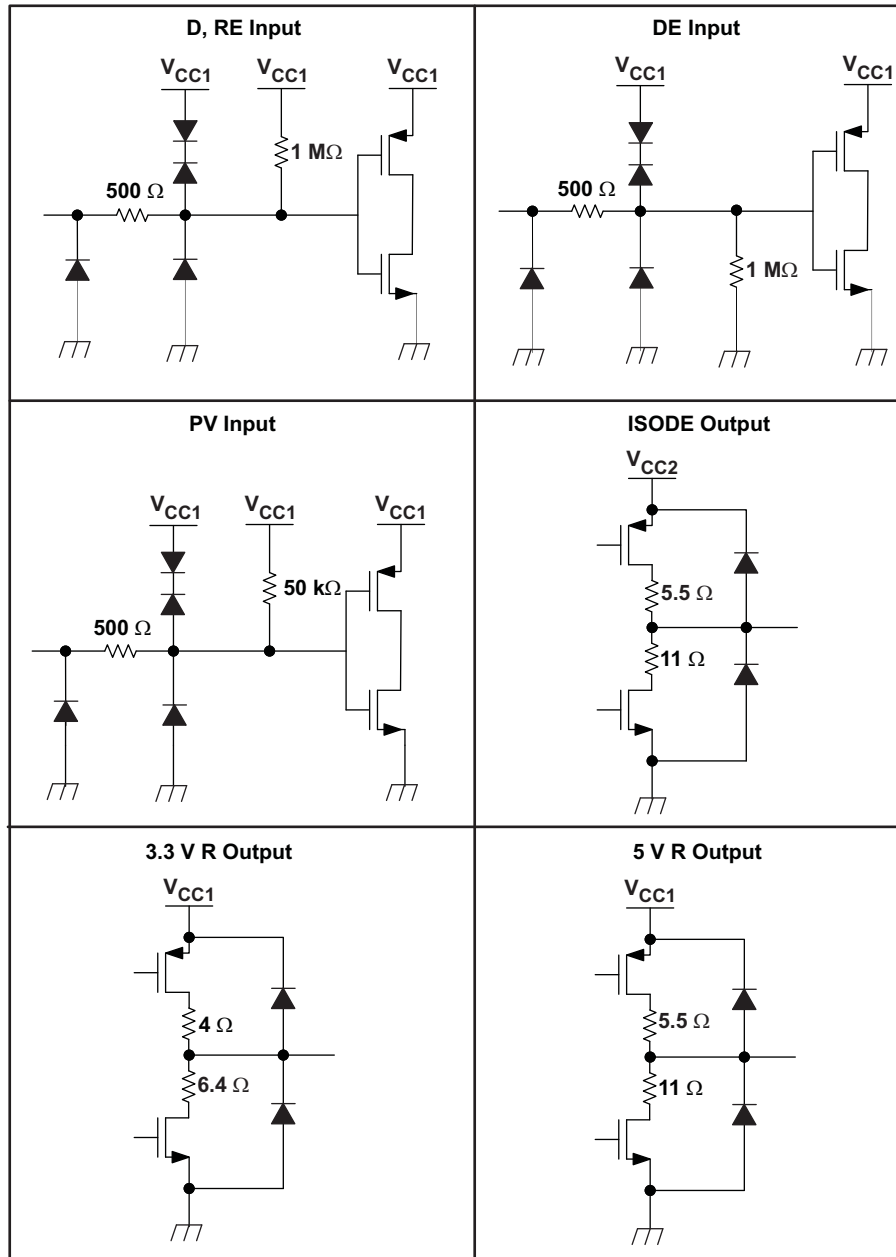 D, RE Input
VCC1
VCC1
VCC1
1 MΩ
500 Ω
DE Input
VCC1
VCC1
500 Ω
1 MΩ
PV Input
VCC1
VCC1
VCC1
50 kΩ
500 Ω
ISODE Output
VCC2
5.5 Ω
11 Ω
3.3 V R Output
VCC1
4 Ω
6.4 Ω
5 V R Output
VCC1
5.5 Ω
11 Ω